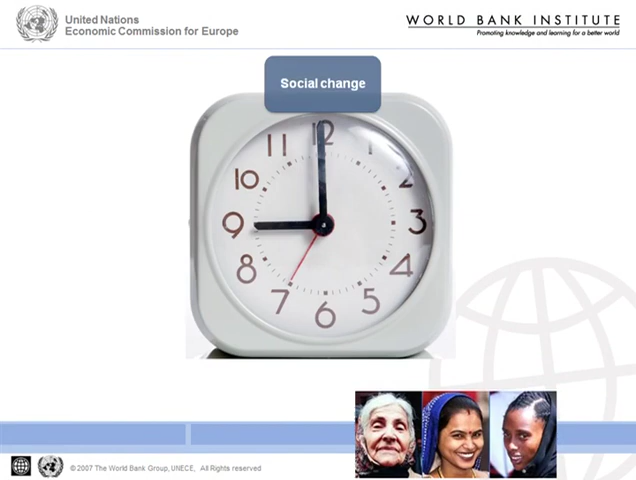 United Nations
Economic Commission for Europe
WORLD BANK INSTITUTE
Promoting knowledge and learning for a better world
Social change
12
1
2
3
4
5
6
7
8
9
10
11
© 2007 The World Bank Group, UNECE, All Rights reserved